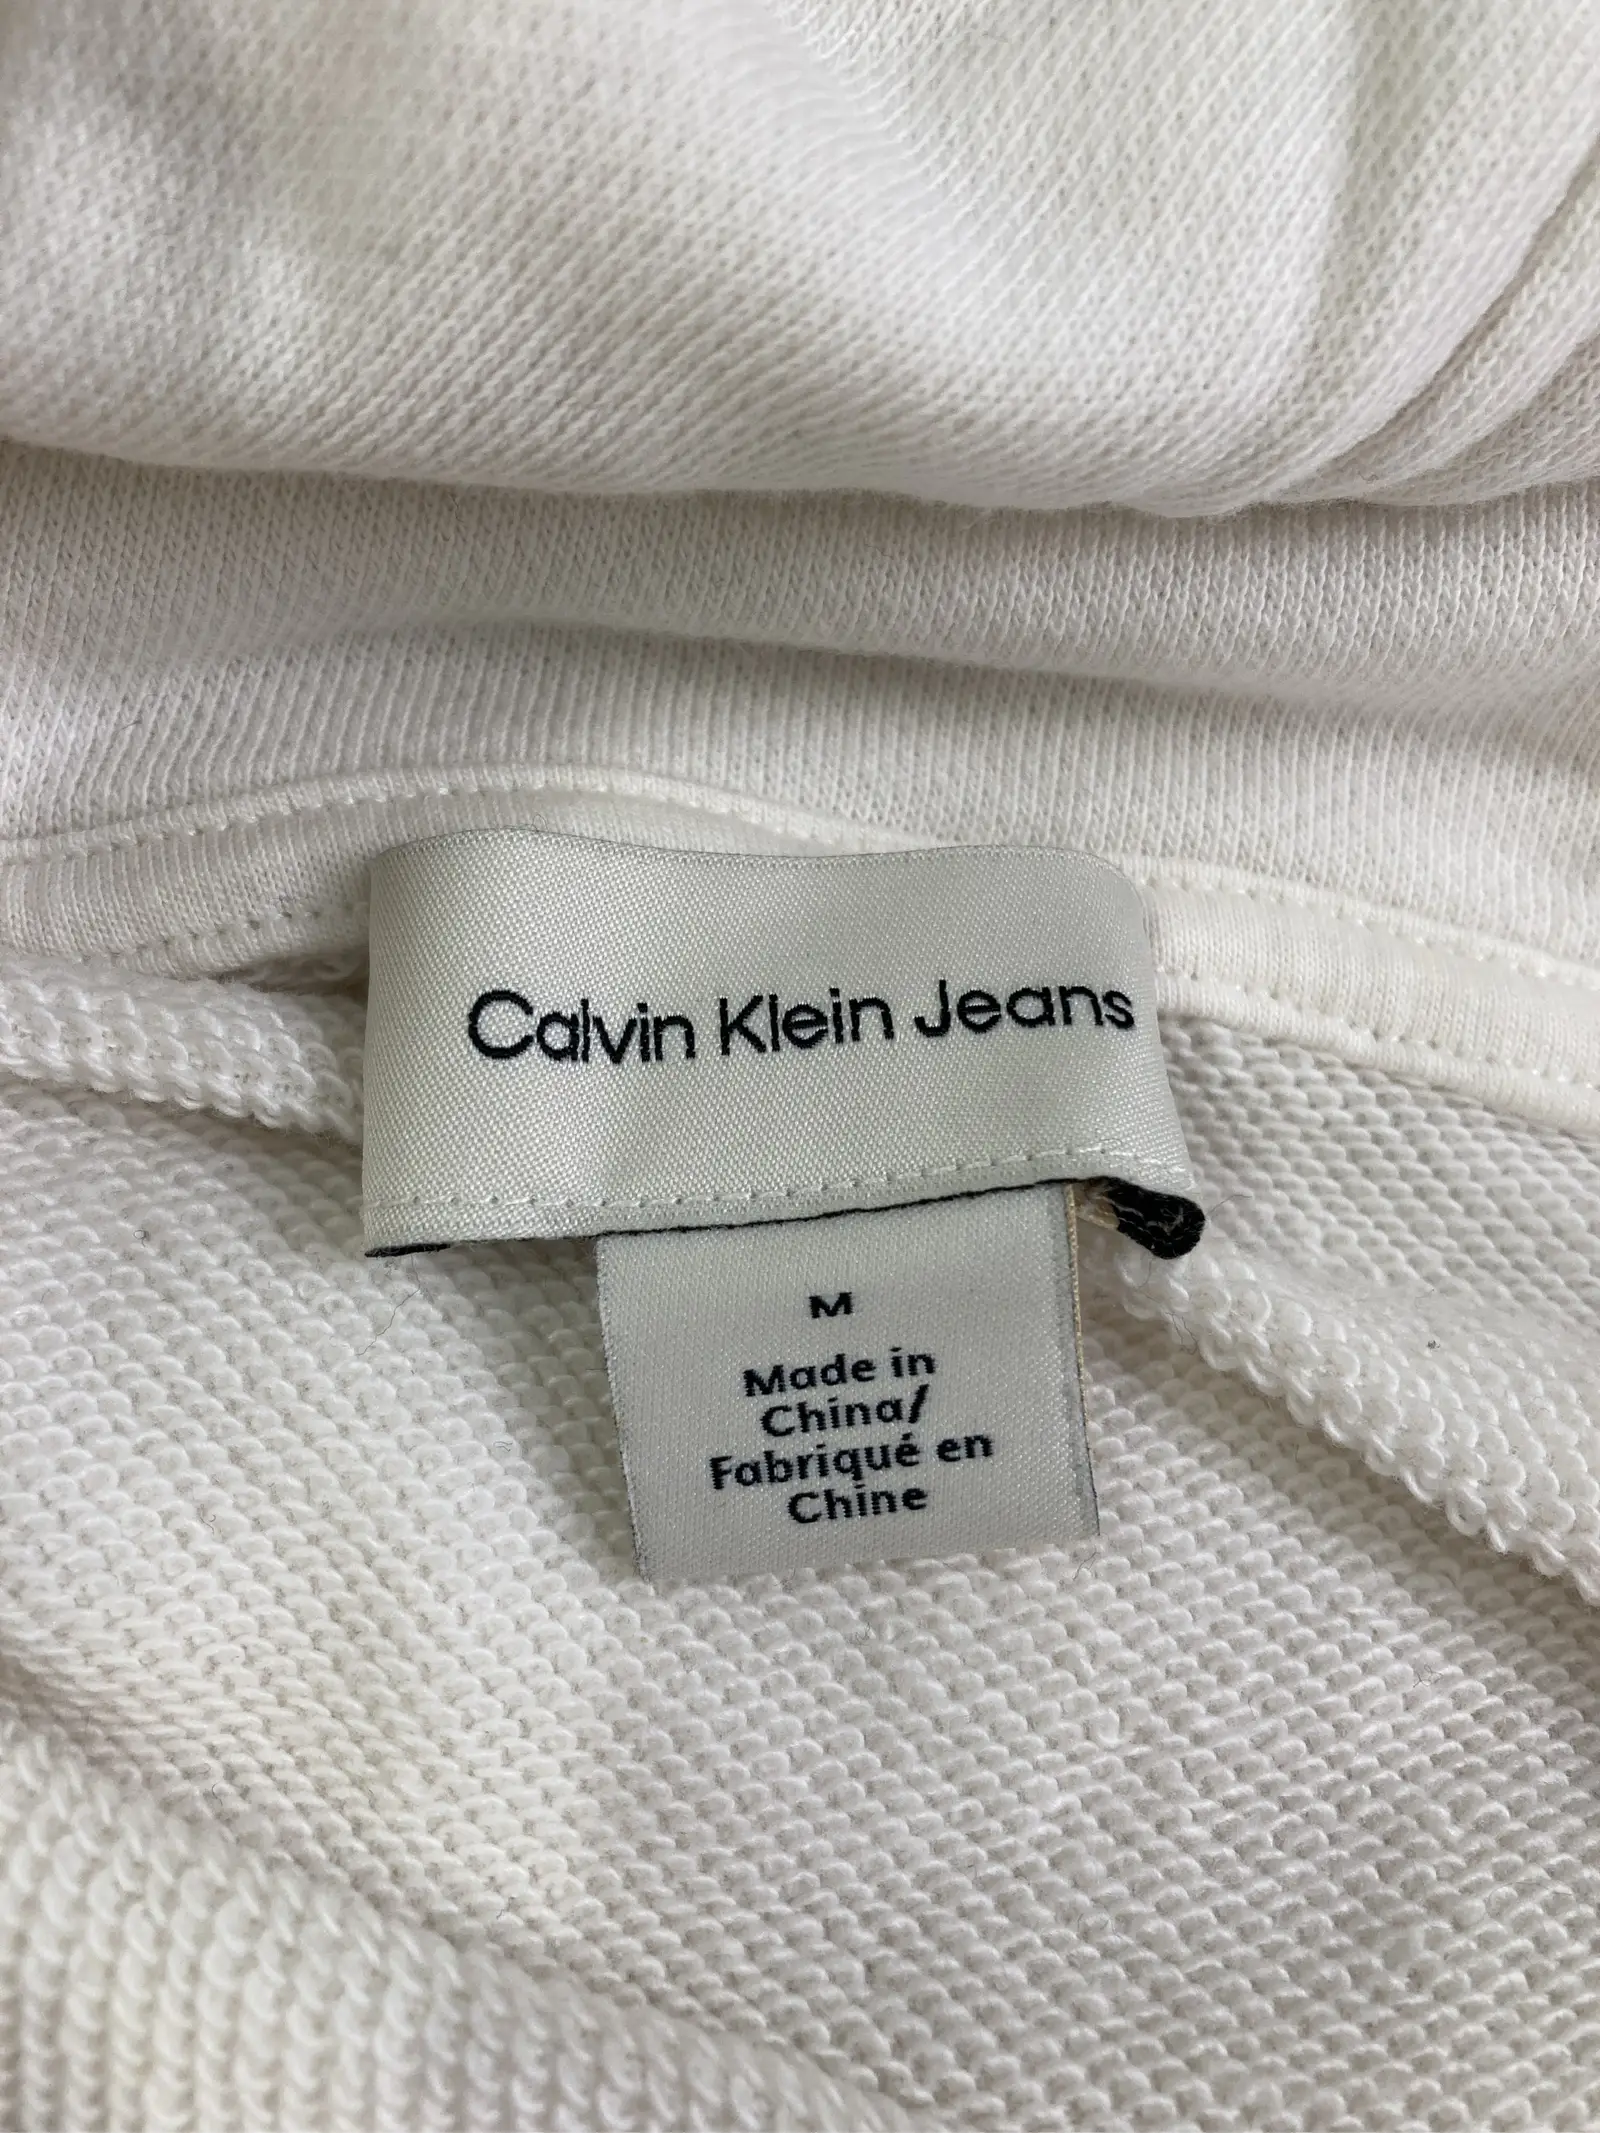 Calvin Klein Jeans
M
Made in
China/
Fabriqué en
Chine